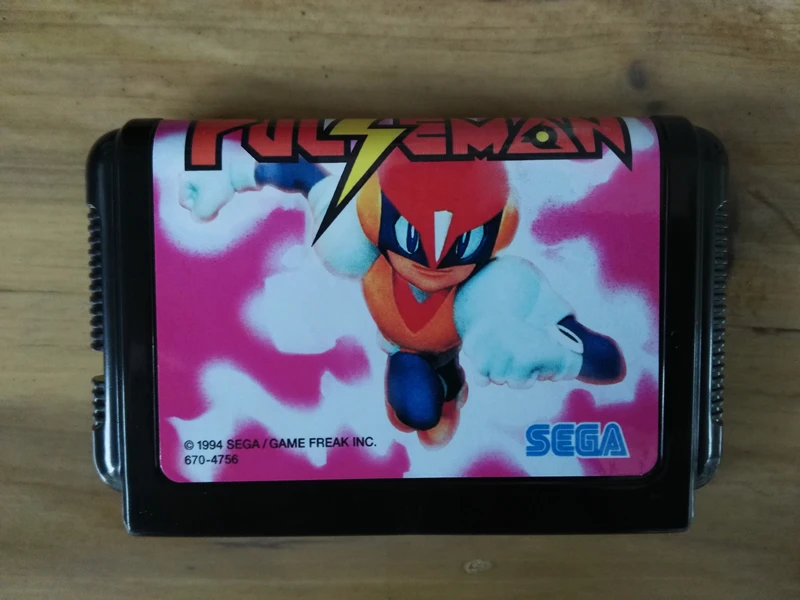 PULSEMAN
© 1994 SEGA / GAME FREAK INC.
670-4756
SEGA